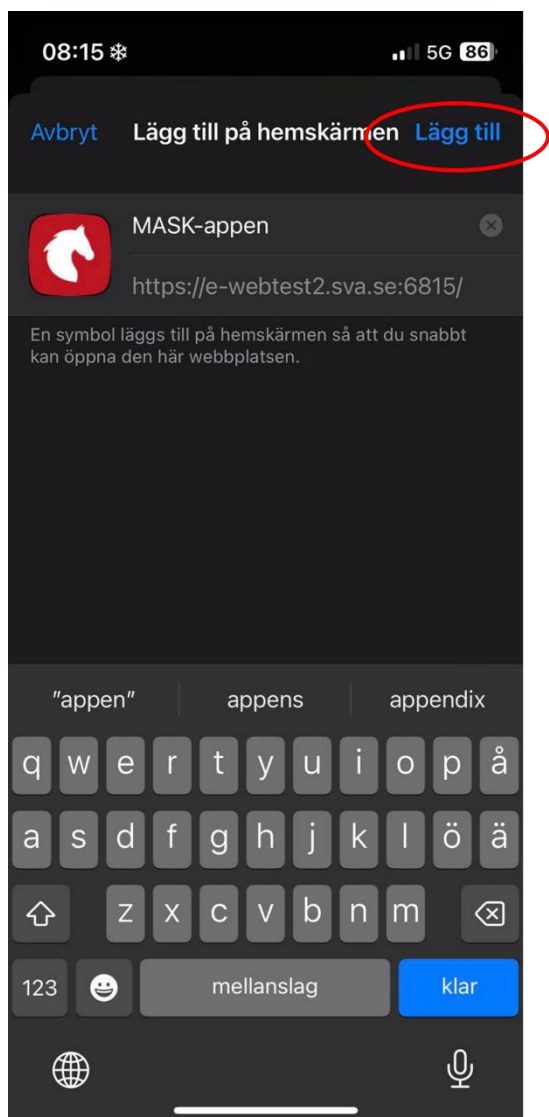 08:15 5G 86
Avbryt Lägg till på hemskärmen Lägg till
MASK-appen
https://e-webtest2.sva.se:6815/
En symbol läggs till på hemskärmen så att du snabbt
kan öppna den här webbplatsen.
"appen" appens appendix
q w e r t y u i o p å
a s d f g h j k l ö ä
z x c v b n m
123 mellanslag klar